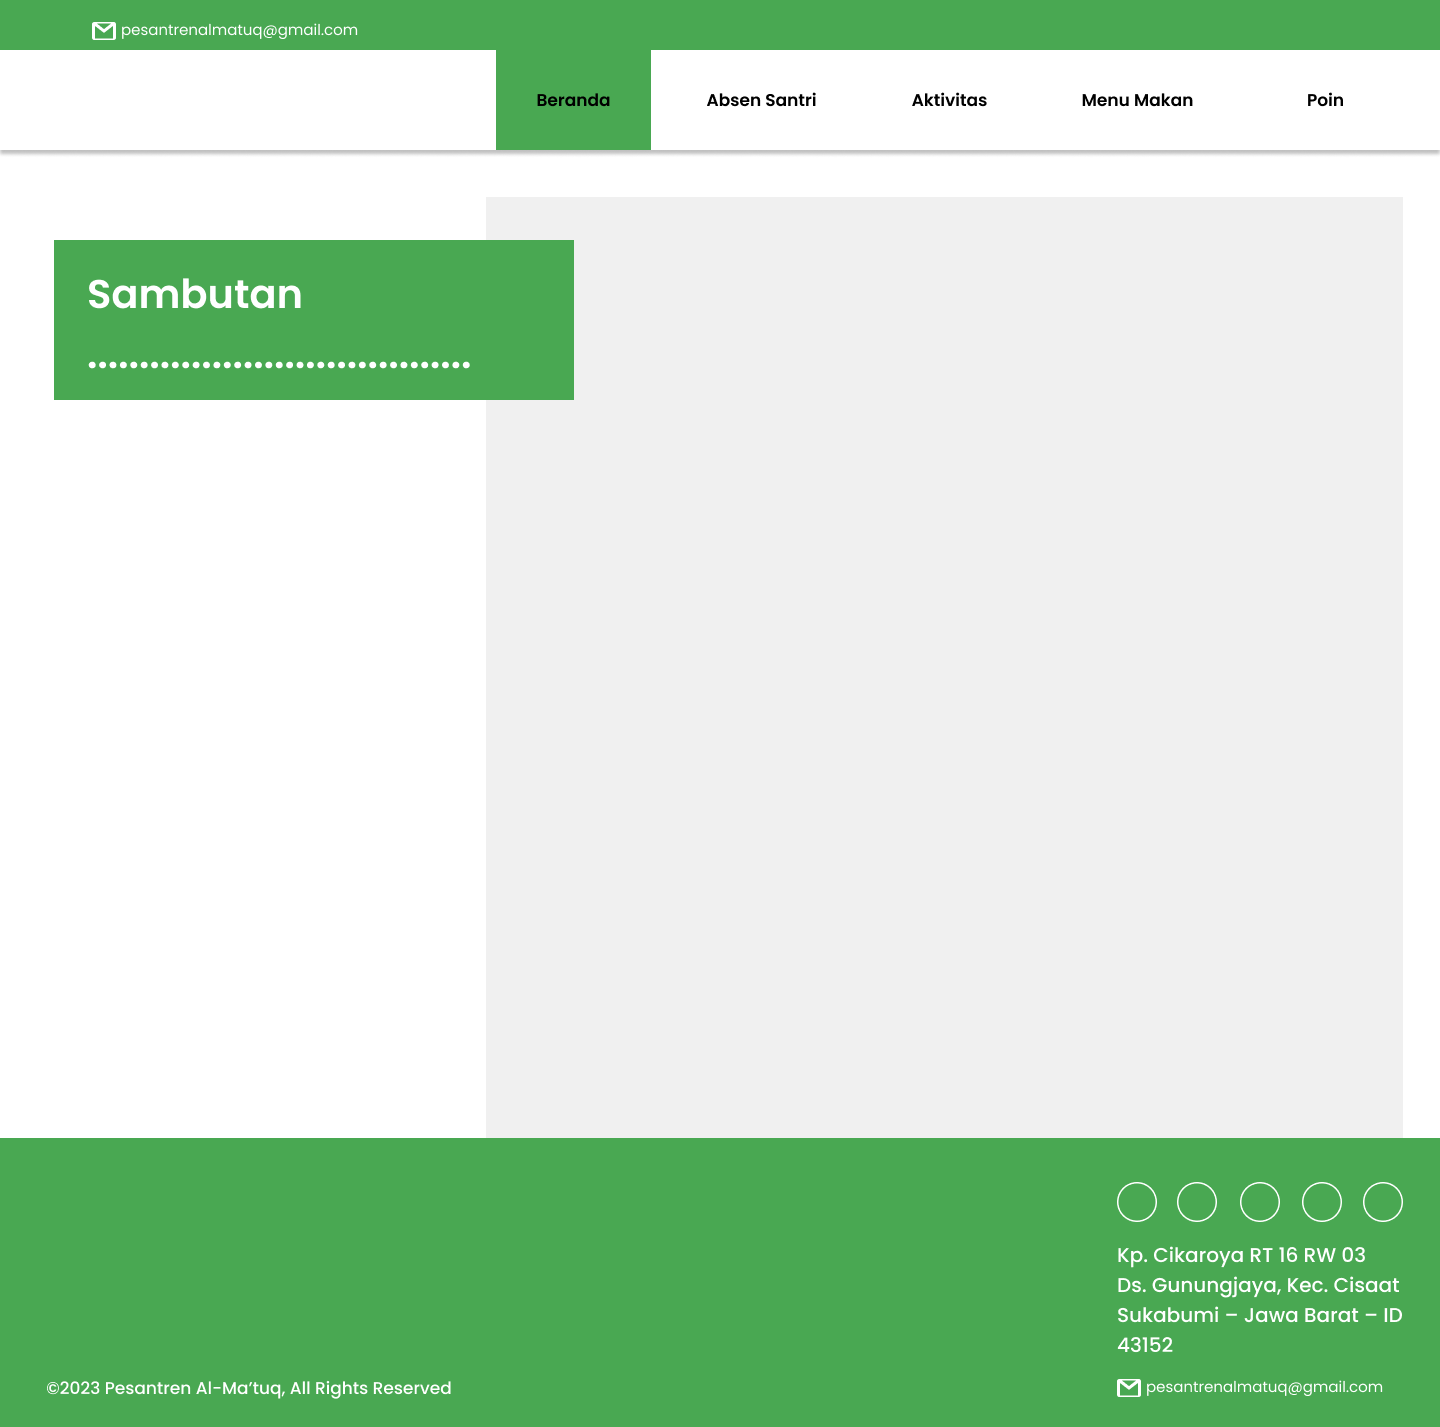 pesantrenalmatuq@gmail.com
Beranda
Absen Santri
Aktivitas
Menu Makan
Poin
Sambutan
.....................................
Kp. Cikaroya RT 16 RW 03
Ds. Gunungjaya, Kec. Cisaat
Sukabumi – Jawa Barat – ID
43152
©2023 Pesantren Al-Ma’tuq, All Rights Reserved
pesantrenalmatuq@gmail.com